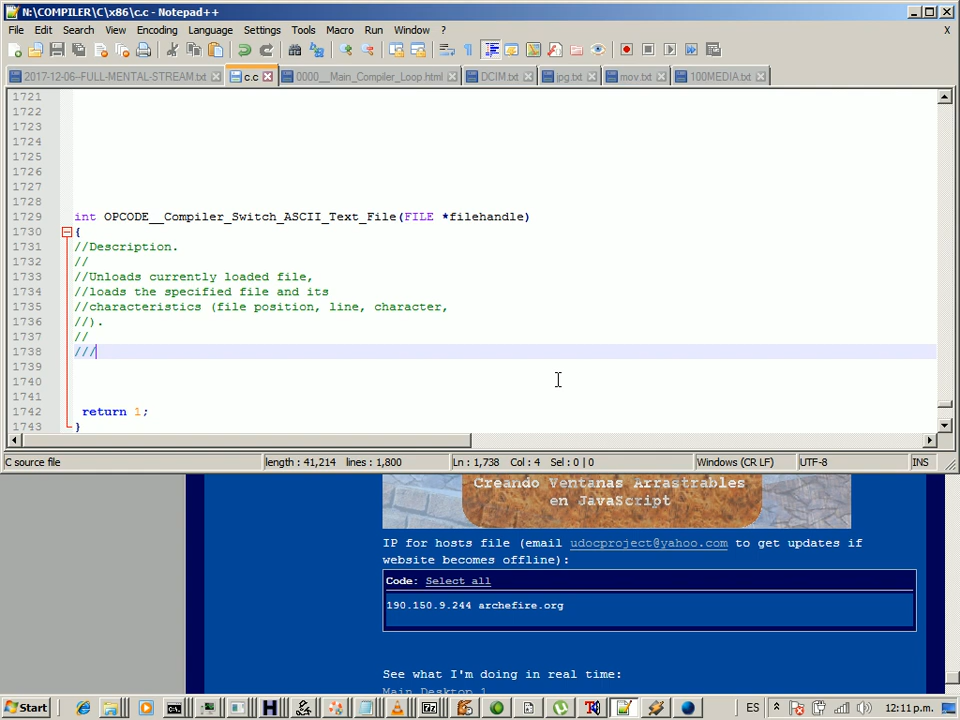 N:\COMPILER\C\x86\c.c - Notepad++
File Edit Search View Encoding Language Settings Tools Macro Run Window ? X
2017-12-06--FULL-MENTAL-STREAM.txt c.c 0000__Main_Compiler_Loop.html DCIM.txt jpg.txt mov.txt 100MEDIA.txt
1721
1722
1723
1724
1725
1726
1727
1728
1729 int OPCODE__Compiler_Switch_ASCII_Text_File(FILE *filehandle)
1730 {
1731 //Description.
1732 //
1733 //Unloads currently loaded file,
1734 //loads the specified file and its
1735 //characteristics (file position, line, character,
1736 //).
1737 //
1738 ///
1739
1740
1741
1742 return 1;
1743 }
C source file length : 41,214 lines : 1,800 Ln : 1,738 Col : 4 Sel : 0 | 0 Windows (CR LF) UTF-8 INS
Creando Ventanas Arrastrables
en JavaScript
IP for hosts file (email udocproject@yahoo.com to get updates if
website becomes offline):
Code: Select all
190.150.9.244 archefire.org
See what I'm doing in real time:
Main Desktop 1
Start ES 12:11 p.m.